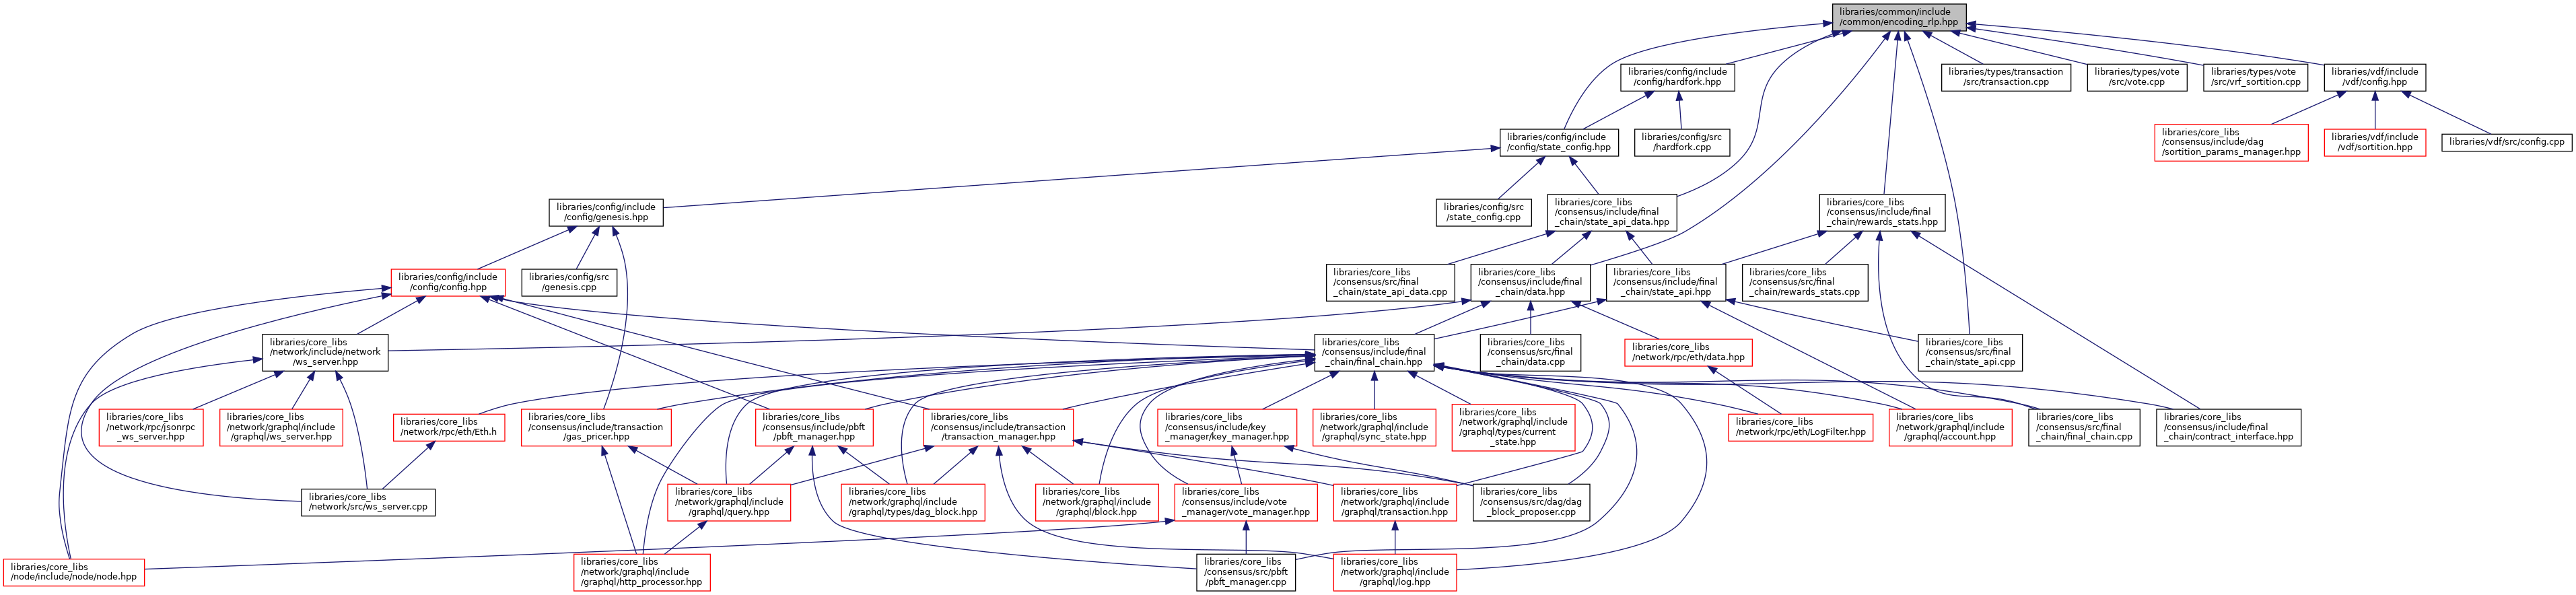 libraries/common/include
/common/encoding_rlp.hpp
libraries/config/include
/config/hardfork.hpp
libraries/types/transaction
/src/transaction.cpp
libraries/types/vote
/src/vote.cpp
libraries/types/vote
/src/vrf_sortition.cpp
libraries/vdf/include
/vdf/config.hpp
libraries/config/include
/config/state_config.hpp
libraries/config/src
/hardfork.cpp
libraries/core_libs
/consensus/include/dag
/sortition_params_manager.hpp
libraries/vdf/include
/vdf/sortition.hpp
libraries/vdf/src/config.cpp
libraries/config/include
/config/genesis.hpp
libraries/config/src
/state_config.cpp
libraries/core_libs
/consensus/include/final
_chain/state_api_data.hpp
libraries/core_libs
/consensus/include/final
_chain/rewards_stats.hpp
libraries/config/include
/config/config.hpp
libraries/config/src
/genesis.cpp
libraries/core_libs
/consensus/src/final
_chain/state_api_data.cpp
libraries/core_libs
/consensus/include/final
_chain/data.hpp
libraries/core_libs
/consensus/include/final
_chain/state_api.hpp
libraries/core_libs
/consensus/src/final
_chain/rewards_stats.cpp
libraries/core_libs
/network/include/network
/ws_server.hpp
libraries/core_libs
/consensus/include/final
_chain/final_chain.hpp
libraries/core_libs
/consensus/src/final
_chain/data.cpp
libraries/core_libs
/network/rpc/eth/data.hpp
libraries/core_libs
/consensus/src/final
_chain/state_api.cpp
libraries/core_libs
/network/rpc/jsonrpc
_ws_server.hpp
libraries/core_libs
/network/graphql/include
/graphql/ws_server.hpp
libraries/core_libs
/network/rpc/eth/Eth.h
libraries/core_libs
/consensus/include/transaction
/gas_pricer.hpp
libraries/core_libs
/consensus/include/pbft
/pbft_manager.hpp
libraries/core_libs
/consensus/include/transaction
/transaction_manager.hpp
libraries/core_libs
/consensus/include/key
_manager/key_manager.hpp
libraries/core_libs
/network/graphql/include
/graphql/sync_state.hpp
libraries/core_libs
/network/graphql/include
/graphql/types/current
_state.hpp
libraries/core_libs
/network/rpc/eth/LogFilter.hpp
libraries/core_libs
/network/graphql/include
/graphql/account.hpp
libraries/core_libs
/consensus/src/final
_chain/final_chain.cpp
libraries/core_libs
/consensus/include/final
_chain/contract_interface.hpp
libraries/core_libs
/network/src/ws_server.cpp
libraries/core_libs
/network/graphql/include
/graphql/query.hpp
libraries/core_libs
/network/graphql/include
/graphql/types/dag_block.hpp
libraries/core_libs
/network/graphql/include
/graphql/block.hpp
libraries/core_libs
/consensus/include/vote
_manager/vote_manager.hpp
libraries/core_libs
/network/graphql/include
/graphql/transaction.hpp
libraries/core_libs
/consensus/src/dag/dag
_block_proposer.cpp
libraries/core_libs
/node/include/node/node.hpp
libraries/core_libs
/network/graphql/include
/graphql/http_processor.hpp
libraries/core_libs
/consensus/src/pbft
/pbft_manager.cpp
libraries/core_libs
/network/graphql/include
/graphql/log.hpp